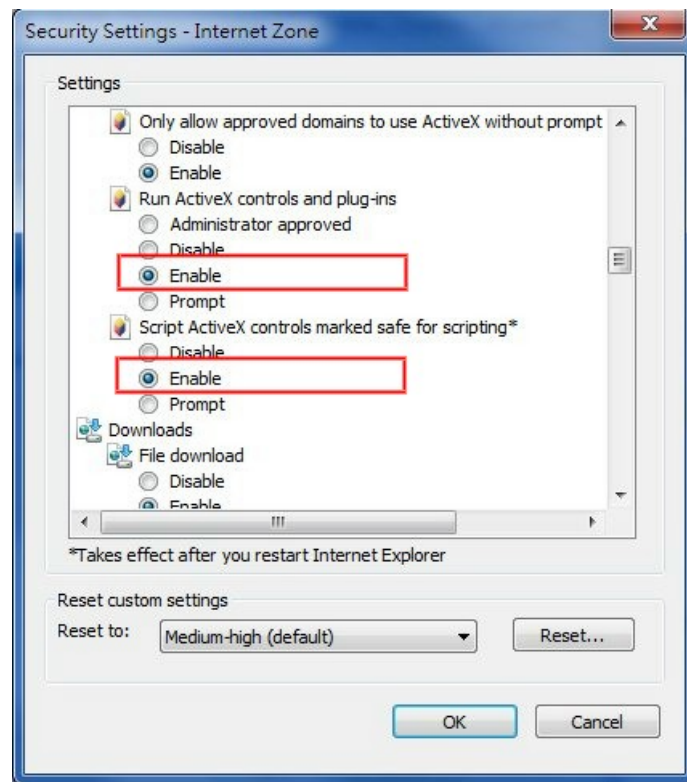 Security Settings - Internet Zone
Settings
Only allow approved domains to use ActiveX without prompt
Disable
Enable
Run ActiveX controls and plug-ins
Administrator approved
Disable
Enable
Prompt
Script ActiveX controls marked safe for scripting*
Disable
Enable
Prompt
Downloads
File download
Disable
Enable
*Takes effect after you restart Internet Explorer
Reset custom settings
Reset to: Medium-high (default) Reset...
OK Cancel